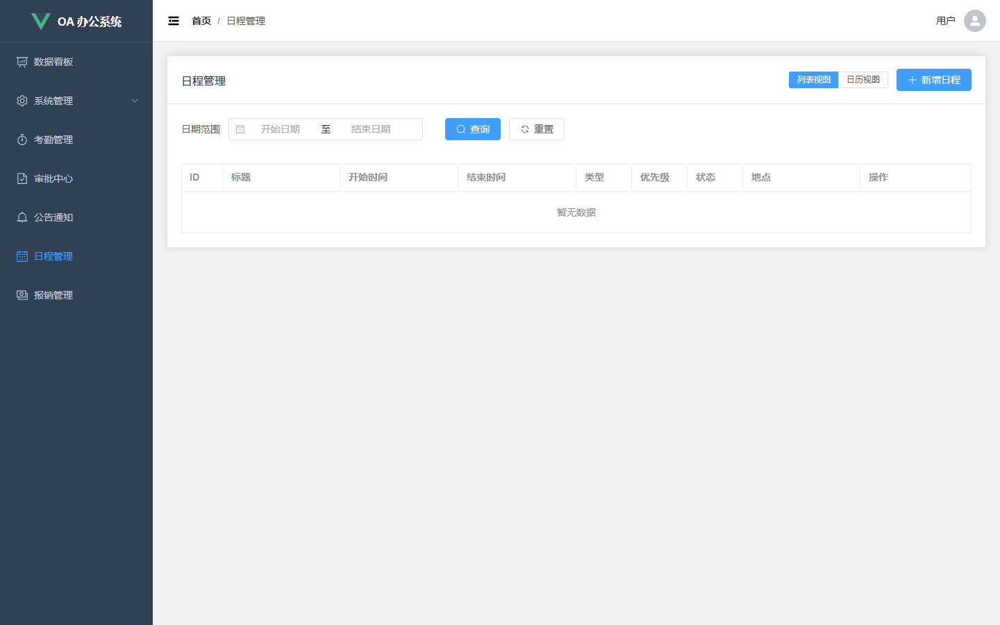 OA 办公系统
首页 / 日程管理
用户
数据看板
系统管理
考勤管理
审批中心
公告通知
日程管理
报销管理
日程管理
列表视图 日历视图 新增日程
日期范围 开始日期 至 结束日期 查询 重置
ID 标题 开始时间 结束时间 类型 优先级 状态 地点 操作
暂无数据